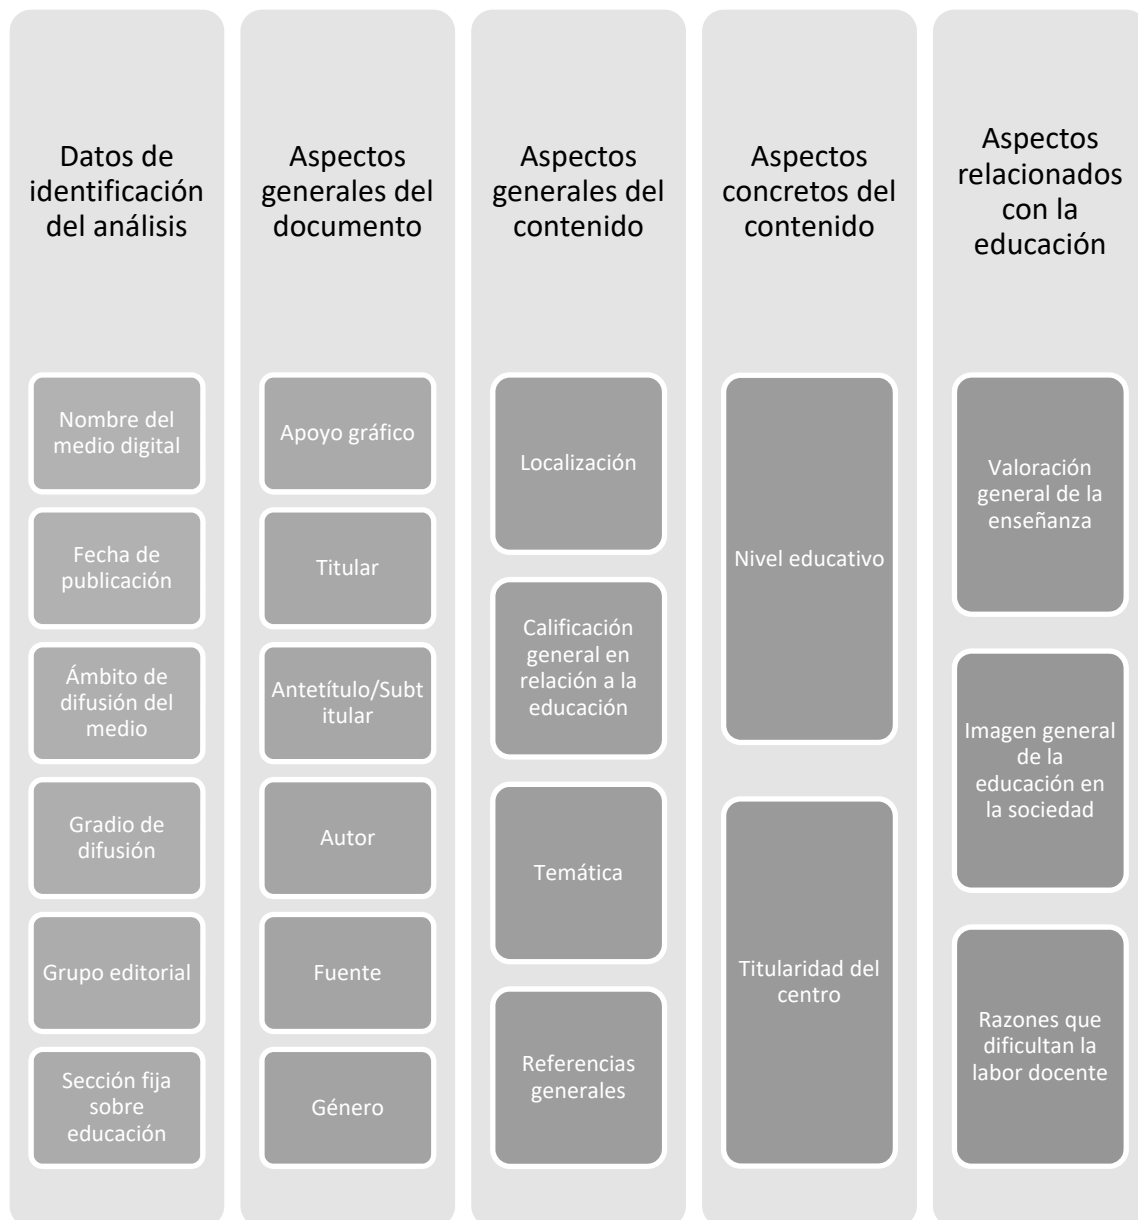 Datos de
identificación
del análisis
Nombre del
medio digital
Fecha de
publicación
Ámbito de
difusión del
medio
Gradio de
difusión
Grupo editorial
Sección fija
sobre
educación
Aspectos
generales del
documento
Apoyo gráfico
Titular
Antetítulo/Subt
itular
Autor
Fuente
Género
Aspectos
generales del
contenido
Localización
Calificación
general en
relación a la
educación
Temática
Referencias
generales
Aspectos
concretos del
contenido
Nivel educativo
Titularidad del
centro
Aspectos
relacionados
con la
educación
Valoración
general de la
enseñanza
Imagen general
de la
educación en
la sociedad
Razones que
dificultan la
labor docente